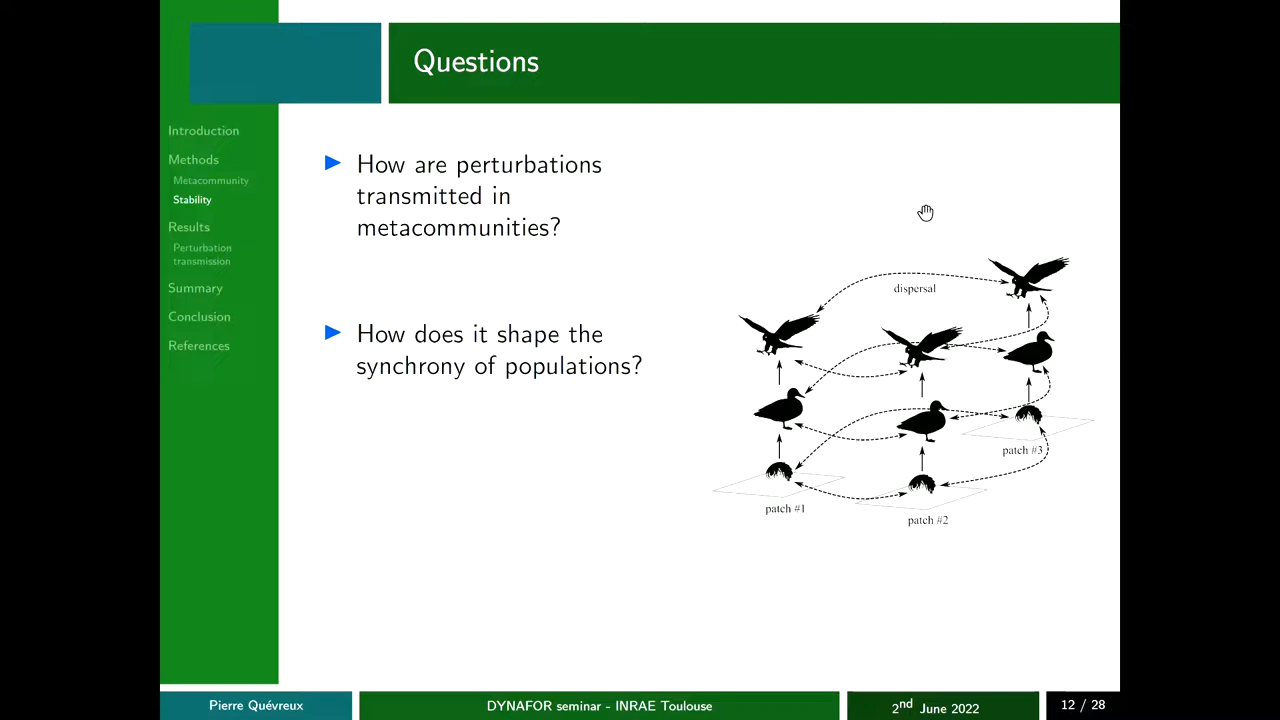 Questions
Introduction
Methods
Metacommunity
Stability
Results
Perturbation
transmission
Summary
Conclusion
References
How are perturbations
transmitted in
metacommunities?
How does it shape the
synchrony of populations?
dispersal
patch #3
patch #1
patch #2
Pierre Quévreux
DYNAFOR seminar - INRAE Toulouse
2nd June 2022
12 / 28